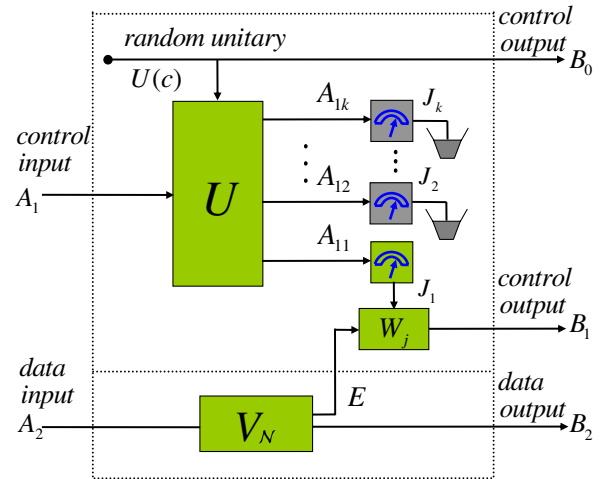 random unitary
U(c)
control
output
B₀
control
input
A₁
U
A₁ₖ
Jₖ
A₁₂
J₂
A₁₁
J₁
Wⱼ
control
output
B₁
data
input
A₂
V_𝒩
E
data
output
B₂